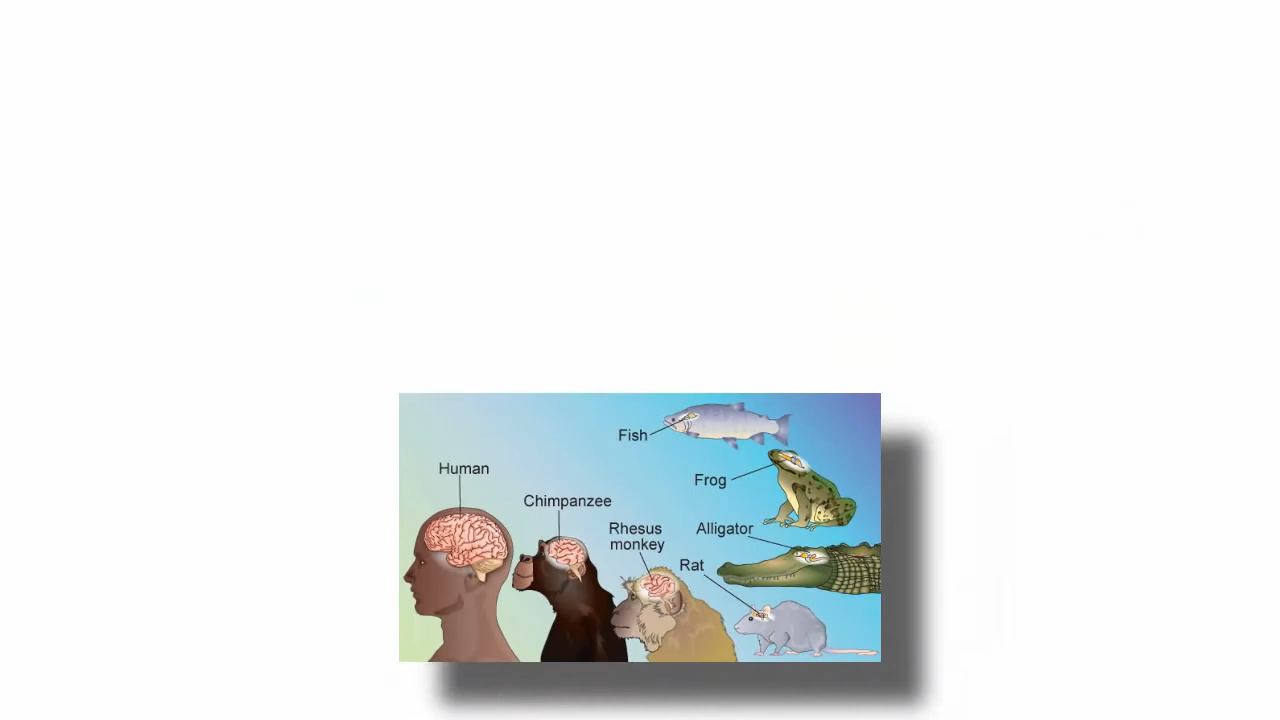 Fish
Human
Frog
Chimpanzee
Rhesus
monkey
Alligator
Rat